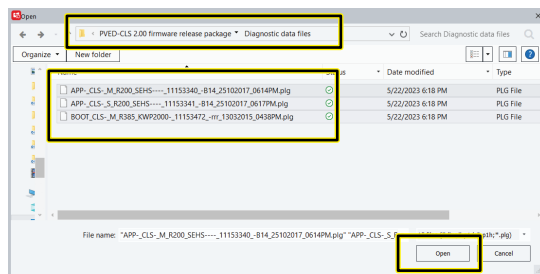 Open
PVED-CLS 2.00 firmware release package Diagnostic data files
Search Diagnostic data files
Organize New folder
Name Status Date modified Type
APP-_CLS-_M_R200_SEHS----_11153340_-B14_25102017_0614PM.plg 5/22/2023 6:18 PM PLG File
APP-_CLS-_S_R200_SEHS----_11153341_-B14_25102017_0617PM.plg 5/22/2023 6:18 PM PLG File
BOOT_CLS-_M_R385_KWP2000-_11153472_-rrr_13032015_0438PM.plg 5/22/2023 6:18 PM PLG File
File name: "APP-_CLS-_M_R200_SEHS----_11153340_-B14_25102017_0614PM.plg" "APP-_CLS-_S_R
Open Cancel